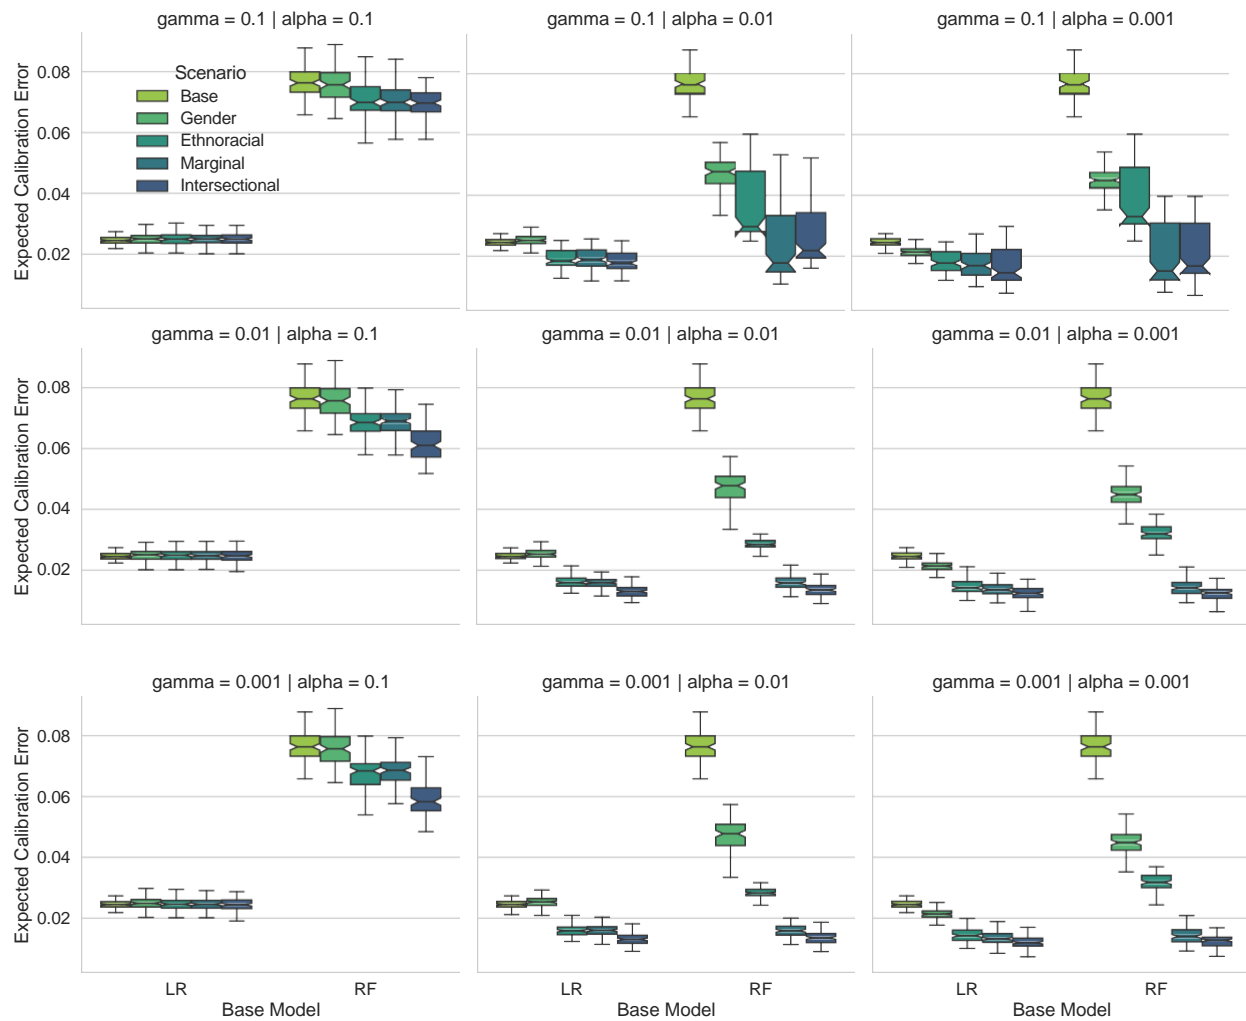 gamma = 0.1 | alpha = 0.1
gamma = 0.1 | alpha = 0.01
gamma = 0.1 | alpha = 0.001
Expected Calibration Error
0.08
0.06
0.04
0.02
Scenario
Base
Gender
Ethnoracial
Marginal
Intersectional
gamma = 0.01 | alpha = 0.1
gamma = 0.01 | alpha = 0.01
gamma = 0.01 | alpha = 0.001
Expected Calibration Error
0.08
0.06
0.04
0.02
gamma = 0.001 | alpha = 0.1
gamma = 0.001 | alpha = 0.01
gamma = 0.001 | alpha = 0.001
Expected Calibration Error
0.08
0.06
0.04
0.02
LR RF
LR RF
LR RF
Base Model
Base Model
Base Model